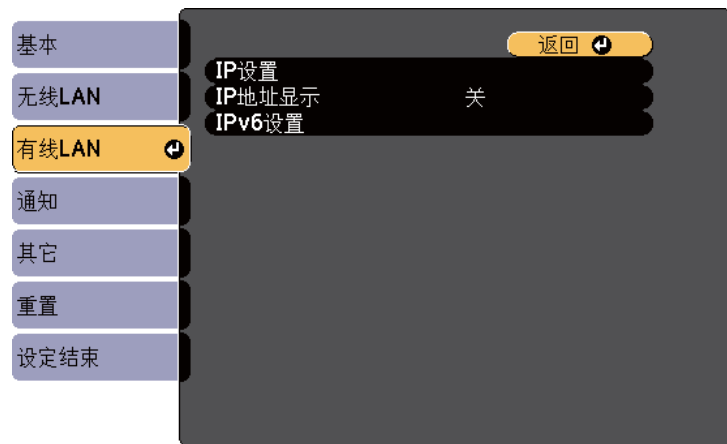 基本
无线LAN
有线LAN
通知
其它
重置
设定结束
返回
IP设置
IP地址显示 关
IPv6设置